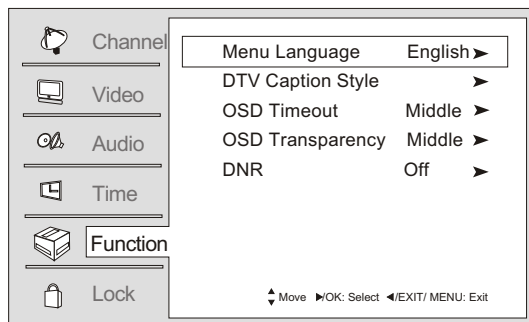 Channel
Video
Audio
Time
Function
Lock
Menu Language English
DTV Caption Style
OSD Timeout Middle
OSD Transparency Middle
DNR Off
Move /OK: Select /EXIT/ MENU: Exit